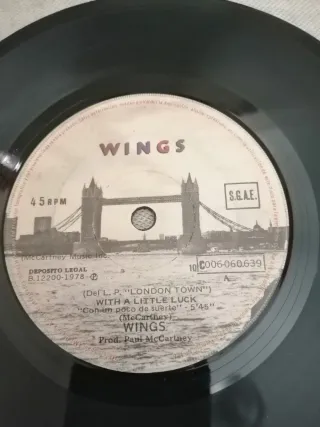 WINGS
45 RPM
S.G.A.E.
(McCartney Music Inc.
DEPOSITO LEGAL
B.12200-1978 - P
10C006-060.639
(Del L.P. "LONDON TOWN")
WITH A LITTLE LUCK
"Con un poco de suerte" - 5'45"
(McCartney)
WINGS
Prod. Paul McCartney